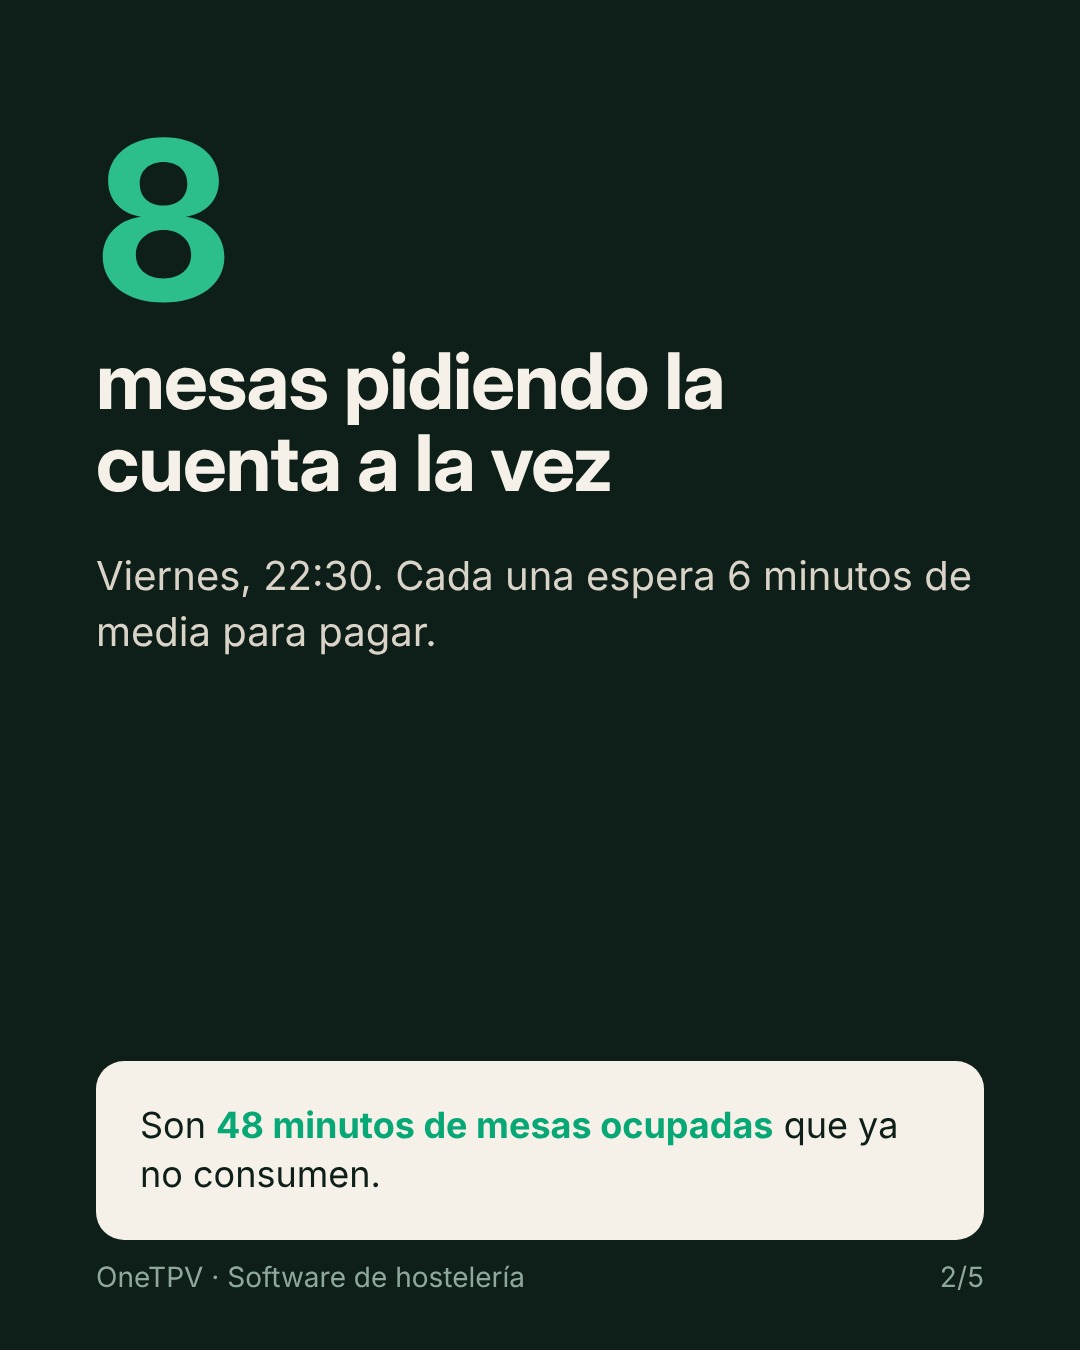 8
mesas pidiendo la
cuenta a la vez
Viernes, 22:30. Cada una espera 6 minutos de
media para pagar.
Son 48 minutos de mesas ocupadas que ya
no consumen.
OneTPV · Software de hostelería
2/5